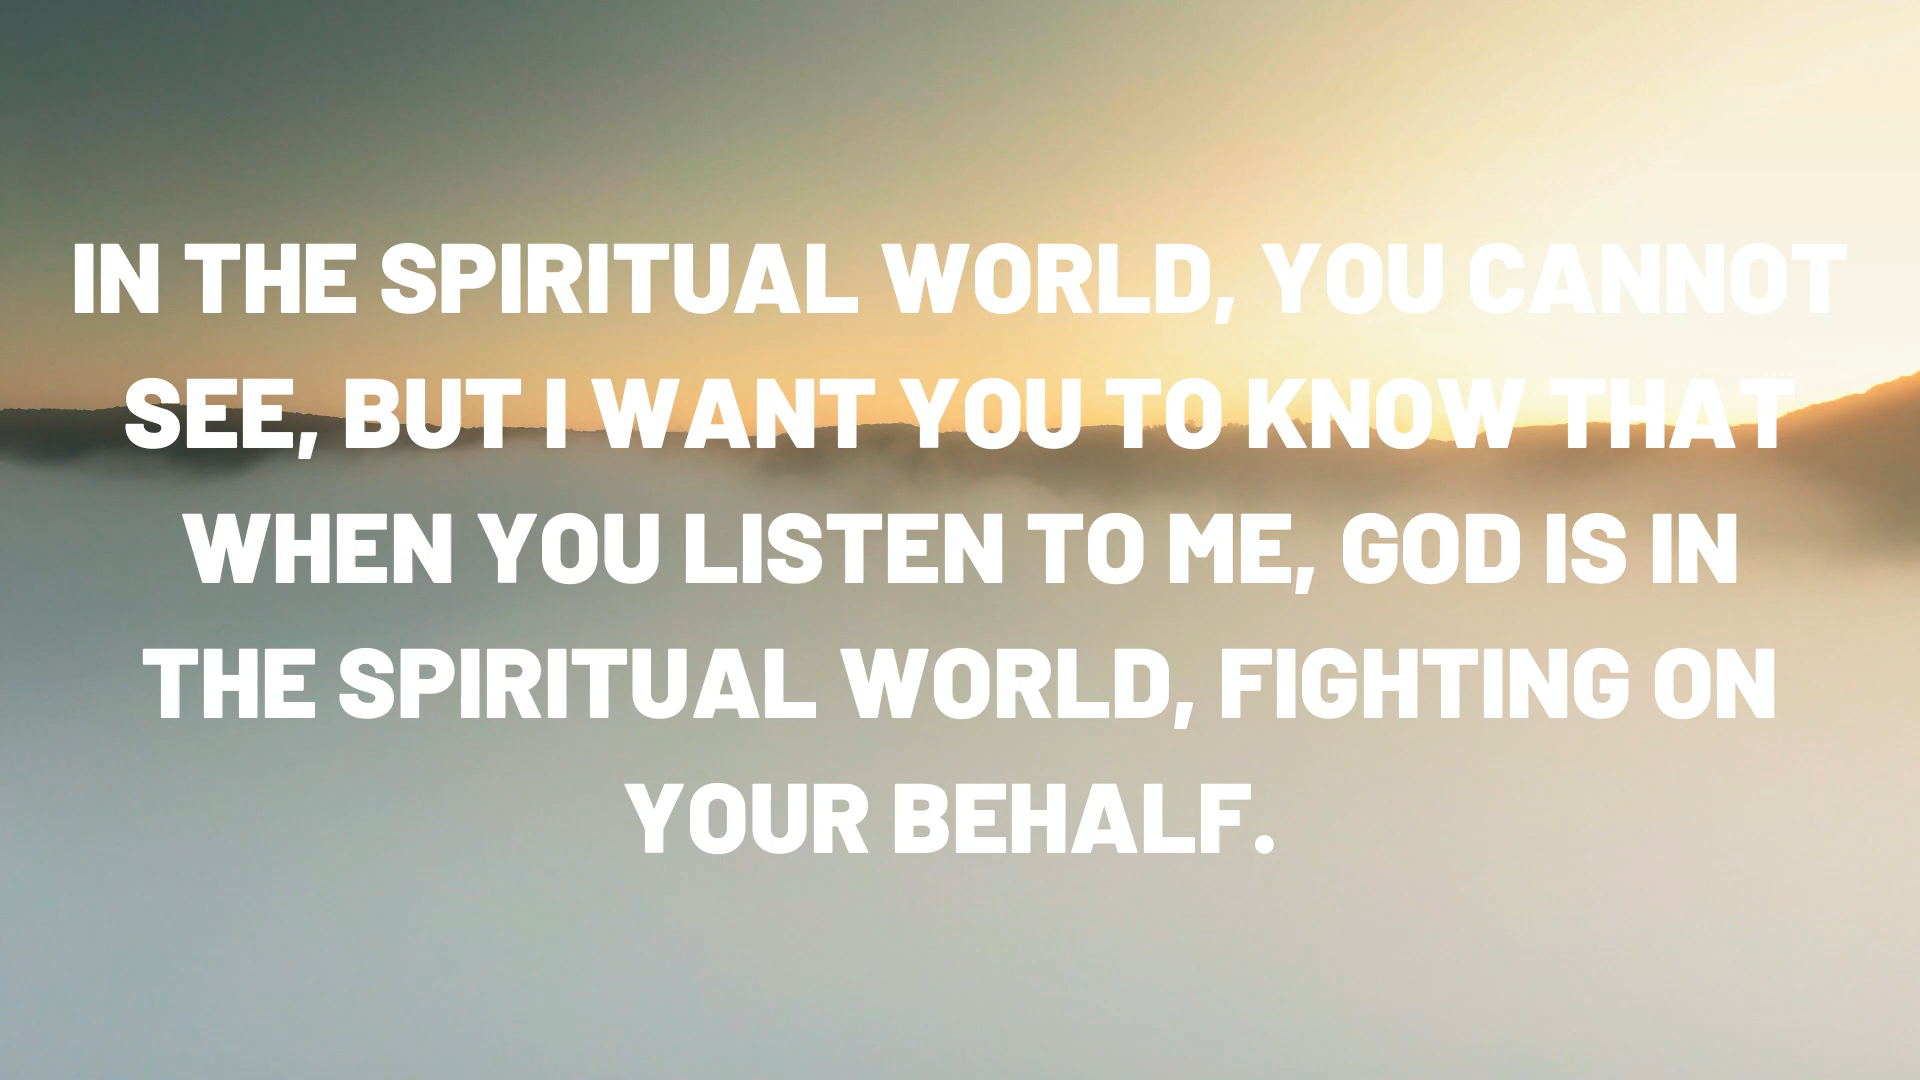 IN THE SPIRITUAL WORLD, YOU CANNOT
SEE, BUT I WANT YOU TO KNOW THAT
WHEN YOU LISTEN TO ME, GOD IS IN
THE SPIRITUAL WORLD, FIGHTING ON
YOUR BEHALF.